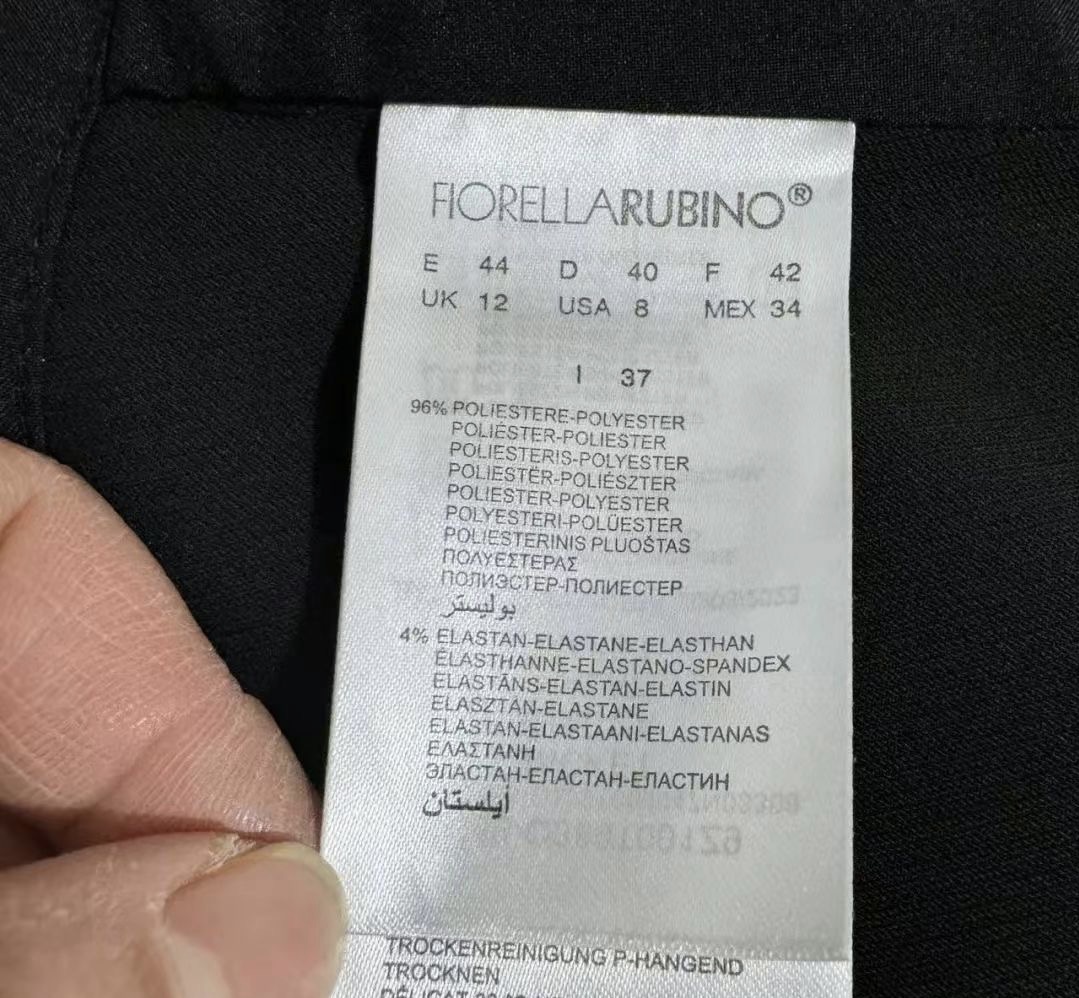 FIORELLARUBINO®
E 44 D 40 F 42
UK 12 USA 8 MEX 34
I 37
96% POLIESTERE-POLYESTER
POLIÉSTER-POLIESTER
POLIESTERIS-POLYESTER
POLIESTËR-POLIÉSZTER
POLIESTER-POLYESTER
POLYESTERI-POLÜESTER
POLIESTERINIS PLUOŠTAS
ΠΟΛΥΕΣΤΕΡΑΣ
ПОЛИЭСТЕР-ПОЛИЕСТЕР
بوليستر
4% ELASTAN-ELASTANE-ELASTHAN
ÉLASTHANNE-ELASTANO-SPANDEX
ELASTĀNS-ELASTAN-ELASTIN
ELASZTÁN-ELASTANE
ELASTAN-ELASTAANI-ELASTANAS
ΕΛΑΣΤΑΝΗ
ЭЛАСТАН-ЕЛАСТАН-ЕЛАСТИН
أيلستان
TROCKENREINIGUNG P-HANGEND
TROCKNEN